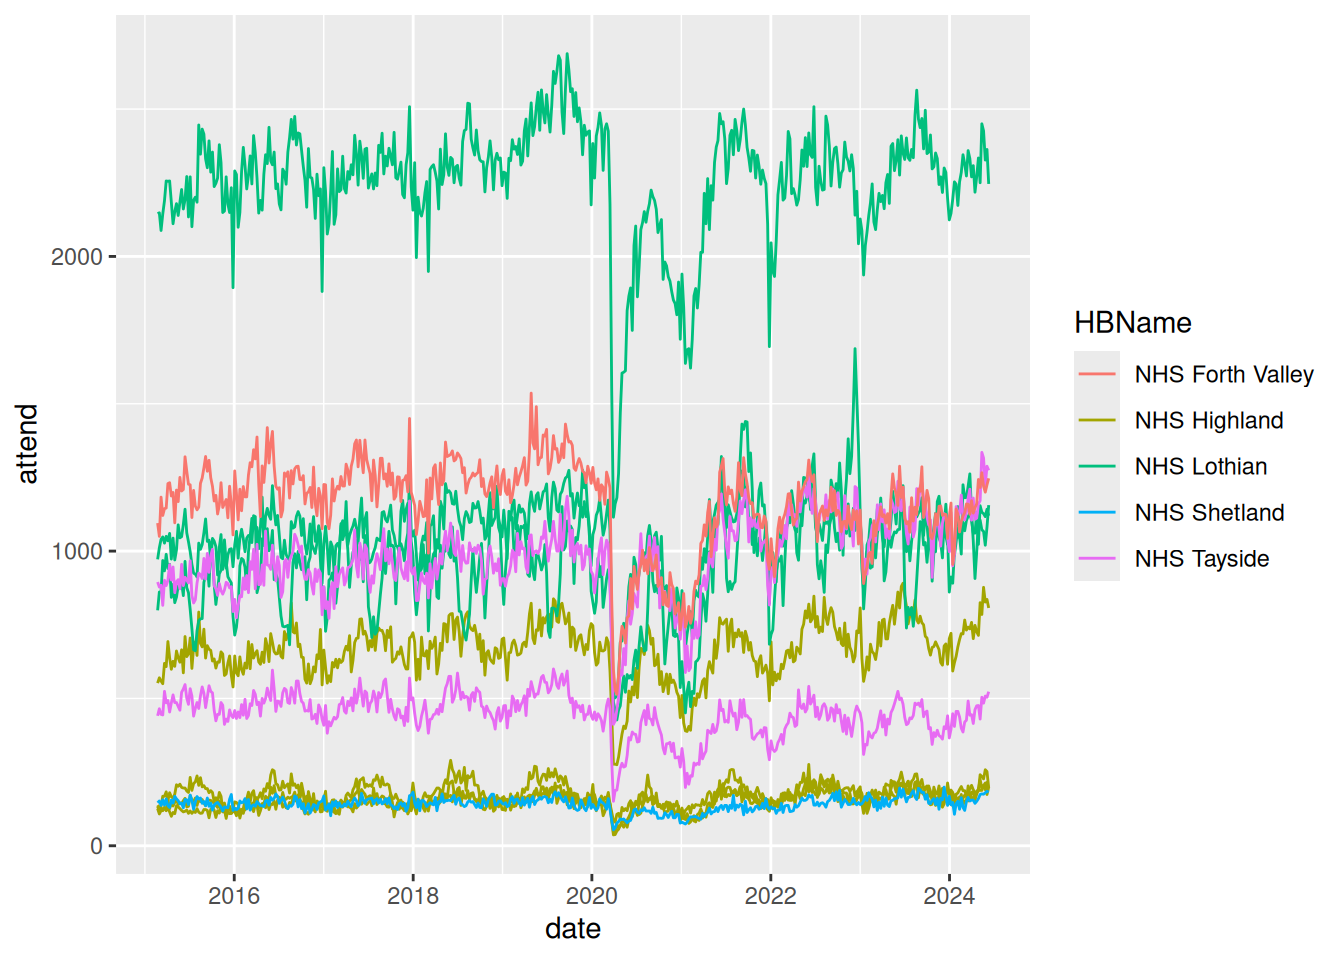 2000
1000
0
attend
2016 2018 2020 2022 2024
date
HBName
NHS Forth Valley
NHS Highland
NHS Lothian
NHS Shetland
NHS Tayside